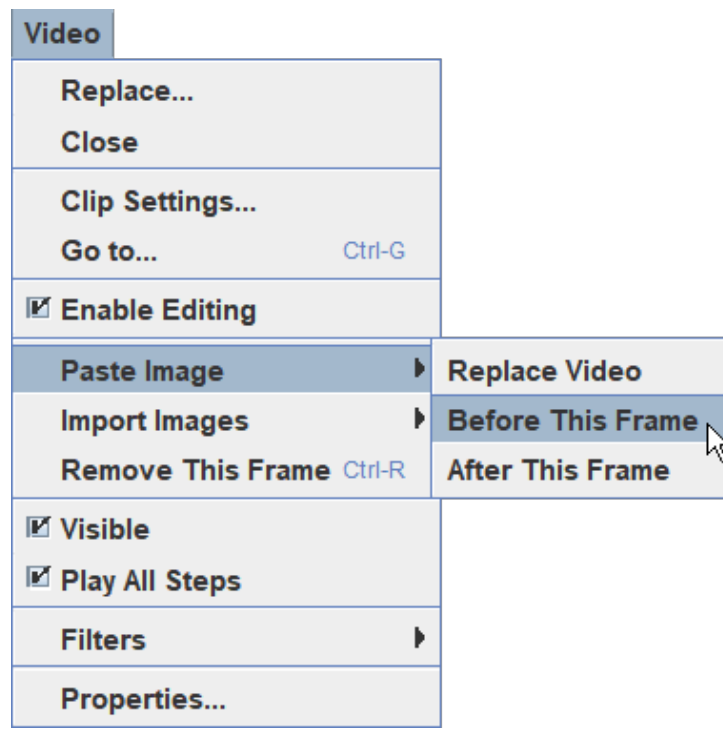 Video
Replace...
Close
Clip Settings...
Go to... Ctrl-G
Enable Editing
Paste Image
Replace Video
Before This Frame
After This Frame
Import Images
Remove This Frame Ctrl-R
Visible
Play All Steps
Filters
Properties...